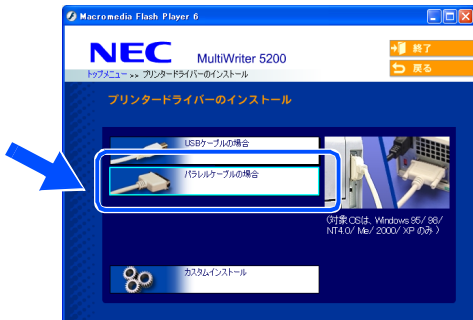 Macromedia Flash Player 6
NEC MultiWriter 5200
終了
戻る
トップメニュー >> プリンタードライバーのインストール
プリンタードライバーのインストール
USBケーブルの場合
パラレルケーブルの場合
(対象OSは、Windows 95/ 98/
NT4.0/ Me/ 2000/ XP のみ )
カスタムインストール